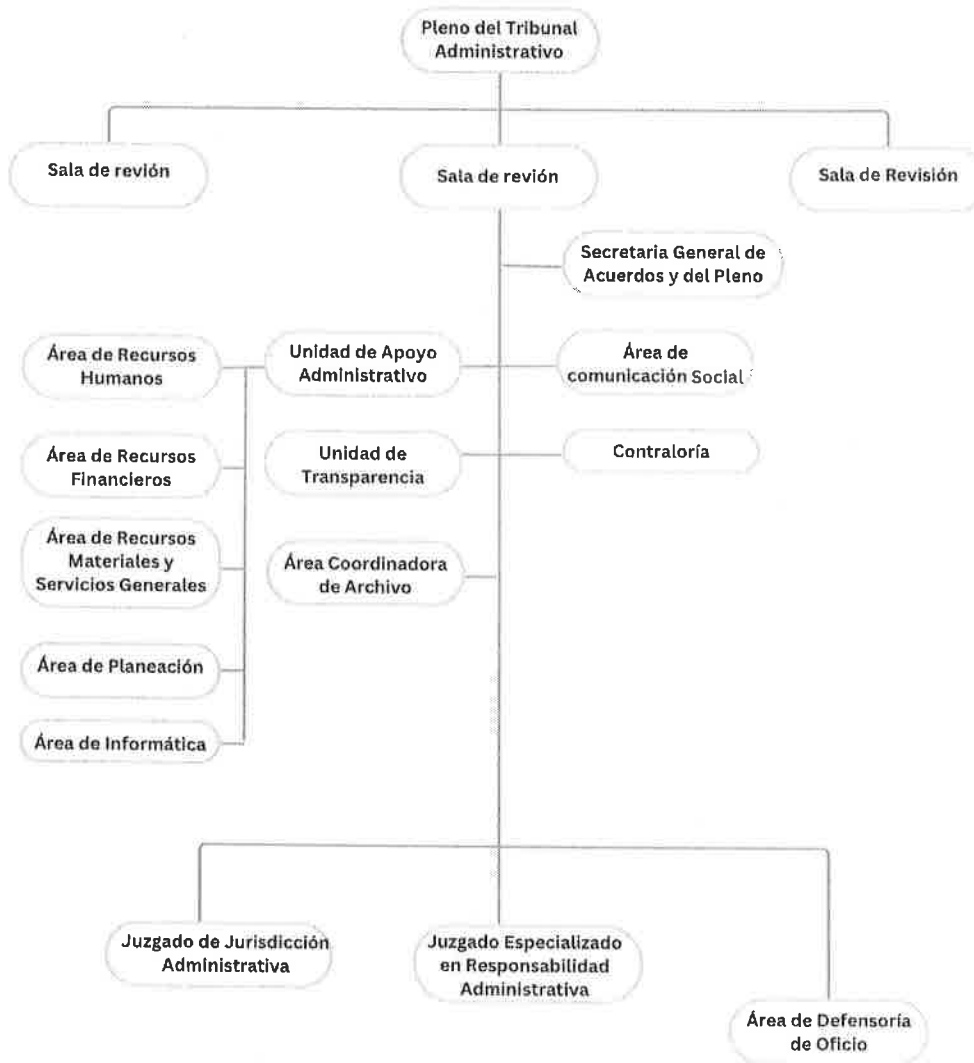 Pleno del Tribunal
Administrativo
Sala de revión
Sala de revión
Sala de Revisión
Secretaria General de
Acuerdos y del Pleno
Área de Recursos
Humanos
Unidad de Apoyo
Administrativo
Área de
comunicación Social
Área de Recursos
Financieros
Unidad de
Transparencia
Contraloría
Área de Recursos
Materiales y
Servicios Generales
Área Coordinadora
de Archivo
Área de Planeación
Área de Informática
Juzgado de Jurisdicción
Administrativa
Juzgado Especializado
en Responsabilidad
Administrativa
Área de Defensoría
de Oficio